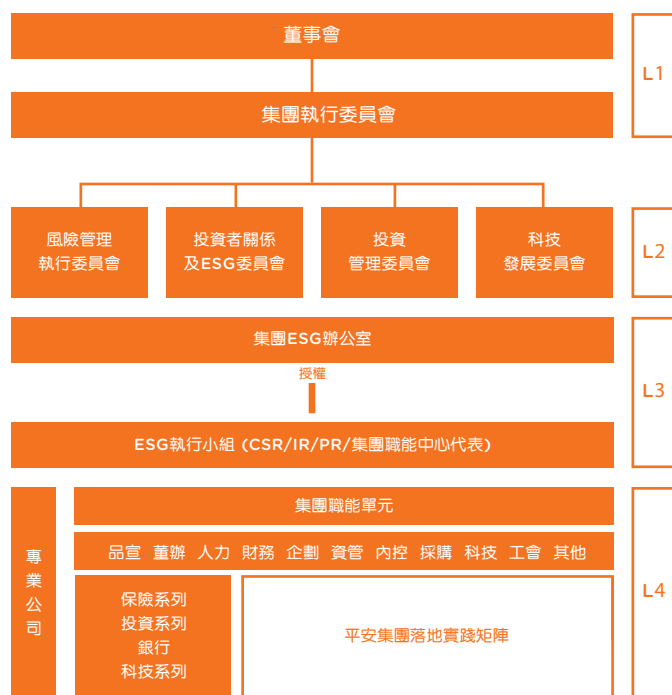 董事會
L1
集團執行委員會
風險管理
執行委員會
投資者關係
及ESG委員會
投資
管理委員會
科技
發展委員會
L2
集團ESG辦公室
授權
L3
ESG執行小組 (CSR/IR/PR/集團職能中心代表)
專業公司
集團職能單元
品宣 董辦 人力 財務 企劃 資管 內控 採購 科技 工會 其他
保險系列
投資系列
銀行
科技系列
平安集團落地實踐矩陣
L4